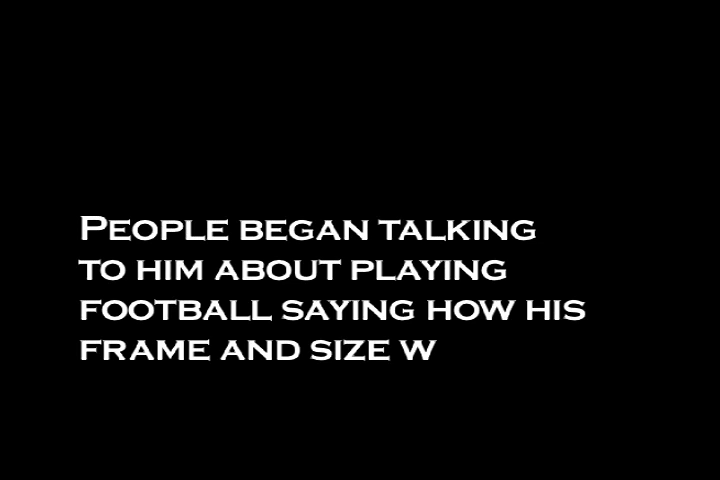 People began talking
to him about playing
football saying how his
frame and size w